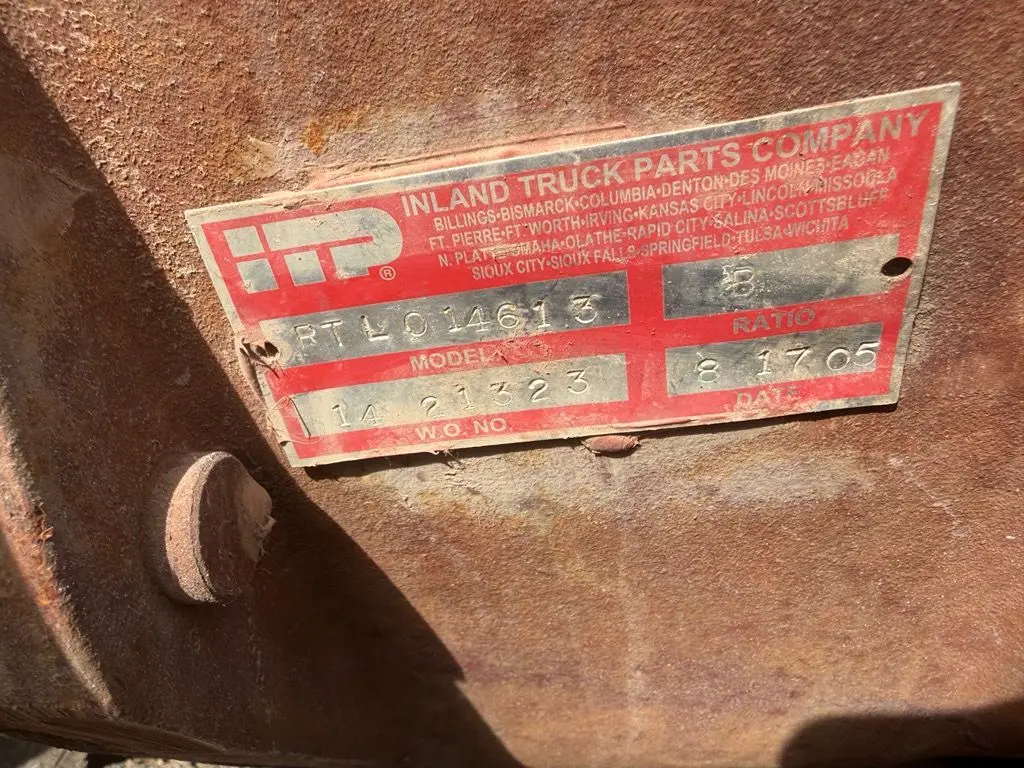 iTP®
INLAND TRUCK PARTS COMPANY
BILLINGS•BISMARCK•COLUMBIA•DENTON•DES MOINES•EAGAN
FT. PIERRE•FT. WORTH•IRVING•KANSAS CITY•LINCOLN•MISSOULA
N. PLATTE•OMAHA•OLATHE•RAPID CITY•SALINA•SCOTTSBLUFF
SIOUX CITY•SIOUX FALLS•SPRINGFIELD•TULSA•WICHITA
RTLO14613 B
MODEL RATIO
14 21323 8 17 05
W.O. NO. DATE